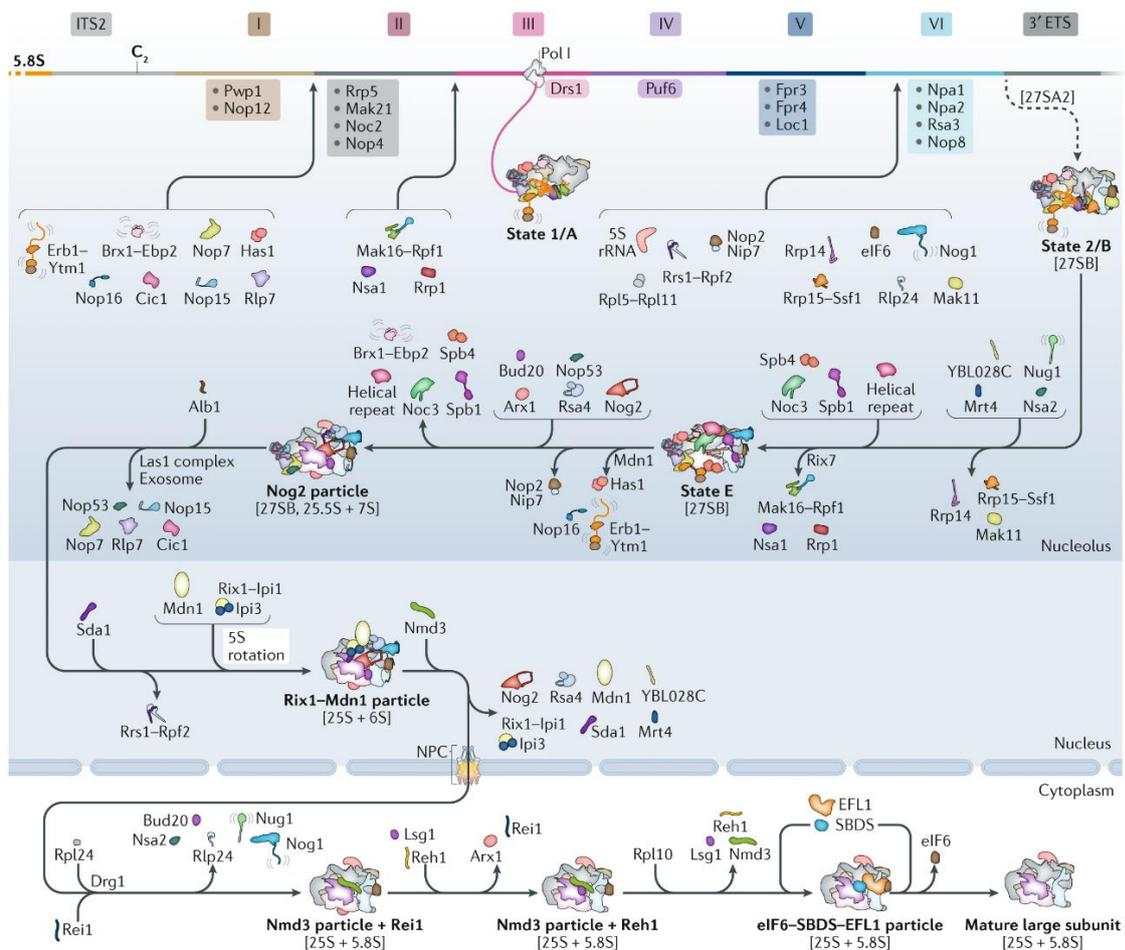 ITS2
I
II
III
IV
V
VI
3′ ETS
5.8S
C2
Pol I
• Pwp1
• Nop12
• Rrp5
• Mak21
• Noc2
• Nop4
Drs1
Puf6
• Fpr3
• Fpr4
• Loc1
• Npa1
• Npa2
• Rsa3
• Nop8
[27SA2]
State 1/A
State 2/B
[27SB]
Erb1–
Ytm1
Brx1–Ebp2
Nop7
Has1
Nop16
Cic1
Nop15
Rlp7
Mak16–Rpf1
Nsa1
Rrp1
5S
rRNA
Rrs1–Rpf2
Nop2
Nip7
Rpl5–Rpl11
Rrp14
eIF6
Nog1
Rrp15–Ssf1
Rlp24
Mak11
Alb1
Brx1–Ebp2
Spb4
Helical
repeat
Noc3
Spb1
Bud20
Nop53
Arx1
Rsa4
Nog2
Spb4
Noc3
Spb1
Helical
repeat
YBL028C
Nug1
Mrt4
Nsa2
Las1 complex
Exosome
Nop53
Nop15
Nop7
Rlp7
Cic1
Nog2 particle
[27SB, 25.5S + 7S]
Nop2
Nip7
Mdn1
Has1
Nop16
Erb1–
Ytm1
State E
[27SB]
Rix7
Mak16–Rpf1
Nsa1
Rrp1
Rrp14
Rrp15–Ssf1
Mak11
Nucleolus
Sda1
Mdn1
Rix1–Ipi1
Ipi3
5S
rotation
Rrs1–Rpf2
Rix1–Mdn1 particle
[25S + 6S]
Nmd3
Nog2
Rsa4
Mdn1
YBL028C
Rix1–Ipi1
Ipi3
Sda1
Mrt4
NPC
Nucleus
Cytoplasm
Rpl24
Rei1
Drg1
Bud20
Nsa2
Rlp24
Nug1
Nog1
Nmd3 particle + Rei1
[25S + 5.8S]
Lsg1
Reh1
Arx1
Rei1
Nmd3 particle + Reh1
[25S + 5.8S]
Rpl10
Reh1
Lsg1
Nmd3
EFL1
SBDS
eIF6–SBDS–EFL1 particle
[25S + 5.8S]
eIF6
Mature large subunit
[25S + 5.8S]